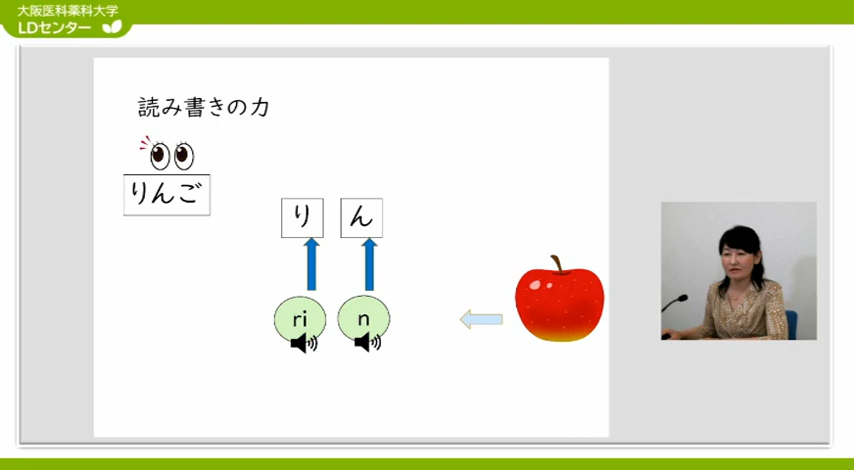 大阪医科薬科大学
LDセンター
読み書きの力
りんご
り ん
ri n